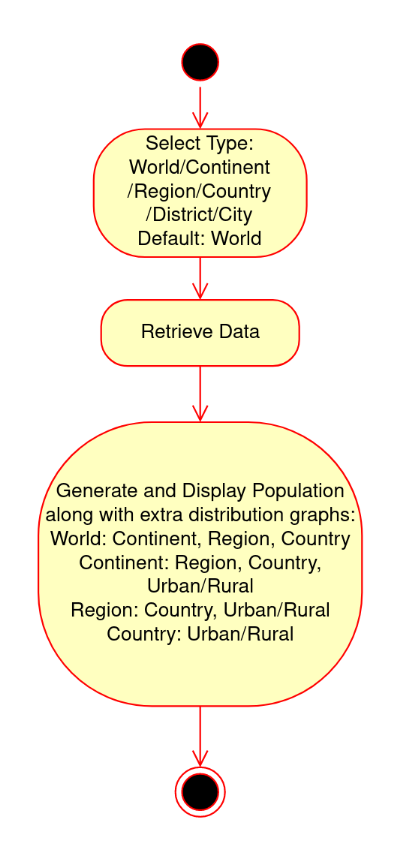 Select Type:
World/Continent
/Region/Country
/District/City
Default: World
Retrieve Data
Generate and Display Population
along with extra distribution graphs:
World: Continent, Region, Country
Continent: Region, Country,
Urban/Rural
Region: Country, Urban/Rural
Country: Urban/Rural